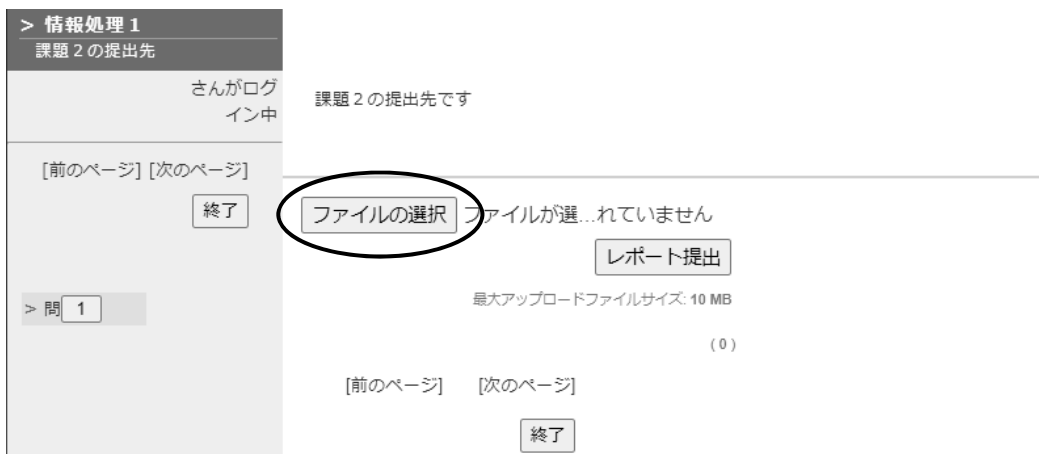 > 情報処理1
課題２の提出先
さんがログ
イン中
[前のページ] [次のページ]
終了
> 問 1
課題２の提出先です
ファイルの選択 ファイルが選...れていません
レポート提出
最大アップロードファイルサイズ: 10 MB
( 0 )
[前のページ] [次のページ]
終了